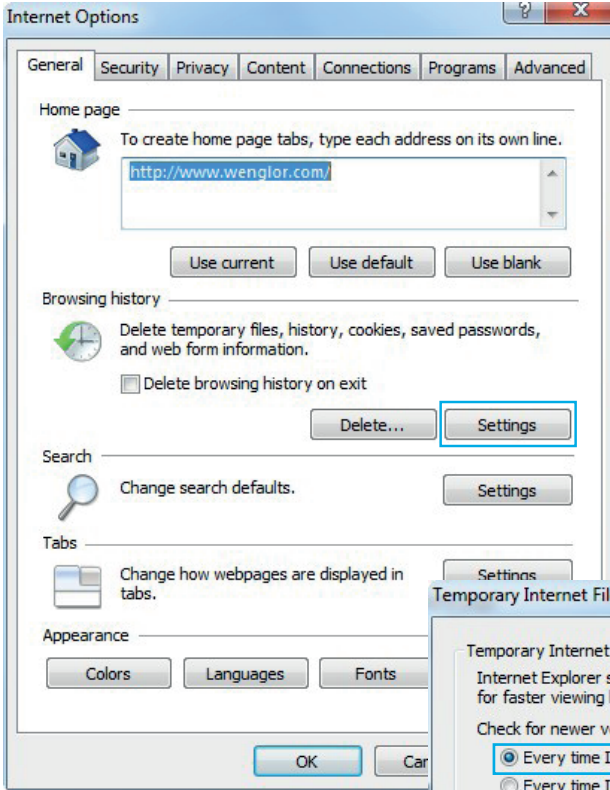 Internet Options
General Security Privacy Content Connections Programs Advanced
Home page
To create home page tabs, type each address on its own line.
http://www.wenglor.com/
Use current Use default Use blank
Browsing history
Delete temporary files, history, cookies, saved passwords,
and web form information.
Delete browsing history on exit
Delete... Settings
Search
Change search defaults.
Settings
Tabs
Change how webpages are displayed in
tabs.
Settings
Appearance
Colors Languages Fonts
OK
Temporary Internet
Temporary Internet
Internet Explorer
for faster viewing
Check for newer
Every time
Every time